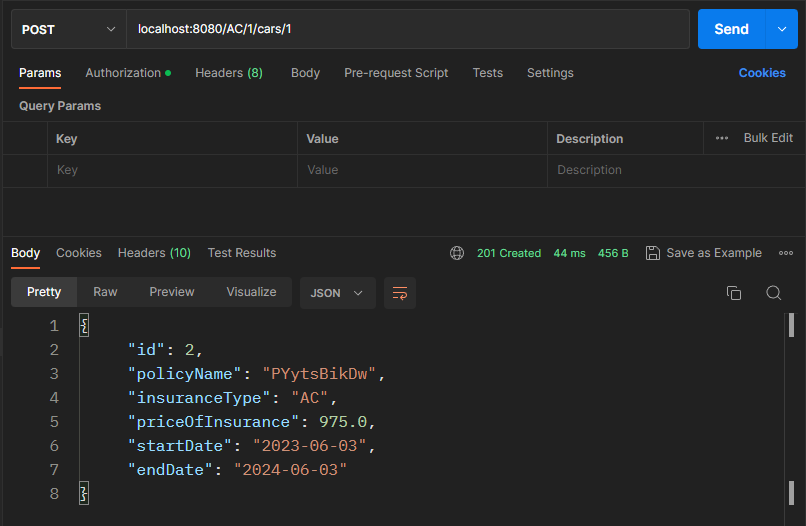 POST localhost:8080/AC/1/cars/1 Send
Params Authorization Headers (8) Body Pre-request Script Tests Settings Cookies
Query Params
Key Value Description ••• Bulk Edit
Key Value Description
Body Cookies Headers (10) Test Results 201 Created 44 ms 456 B Save as Example
Pretty Raw Preview Visualize JSON
1 {
2 "id": 2,
3 "policyName": "PYytsBikDw",
4 "insuranceType": "AC",
5 "priceOfInsurance": 975.0,
6 "startDate": "2023-06-03",
7 "endDate": "2024-06-03"
8 }